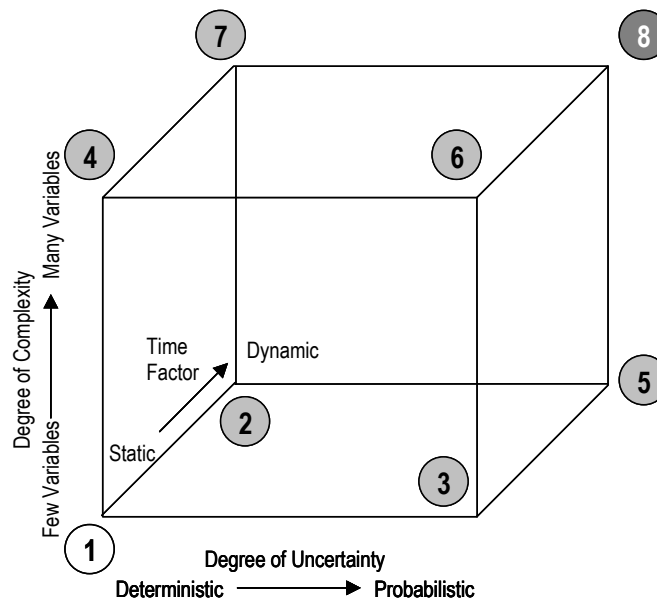 7
8
4
6
Degree of Complexity
Few Variables
Many Variables
Time
Factor
Dynamic
Static
2
5
3
1
Degree of Uncertainty
Deterministic
Probabilistic